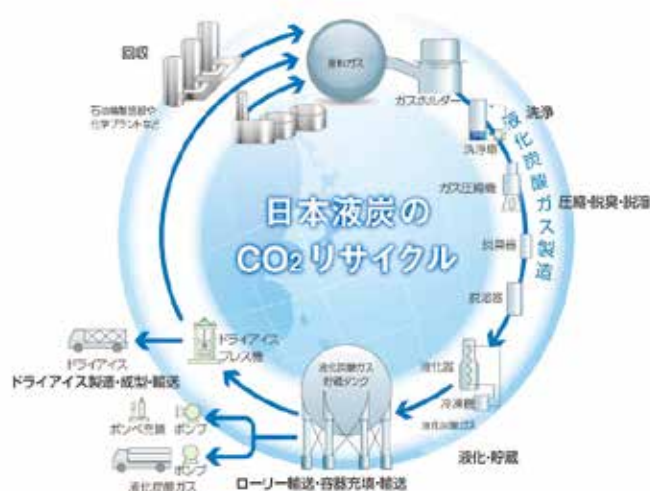 回収
石油精製設備や
化学プラントなど
原料ガス
ガスホルダー
洗浄
洗浄塔
液化炭酸ガス製造
ガス圧縮機
圧縮・脱臭・脱湿
脱臭器
脱湿器
日本液炭の
CO2リサイクル
液化器
冷凍機
液化炭酸ガス
液化・貯蔵
液化炭酸ガス
貯蔵タンク
ドライアイス
プレス機
ドライアイス
ドライアイス製造・成型・輸送
ボンベ充填
ポンプ
ポンプ
液化炭酸ガス
ローリー輸送・容器充填・輸送